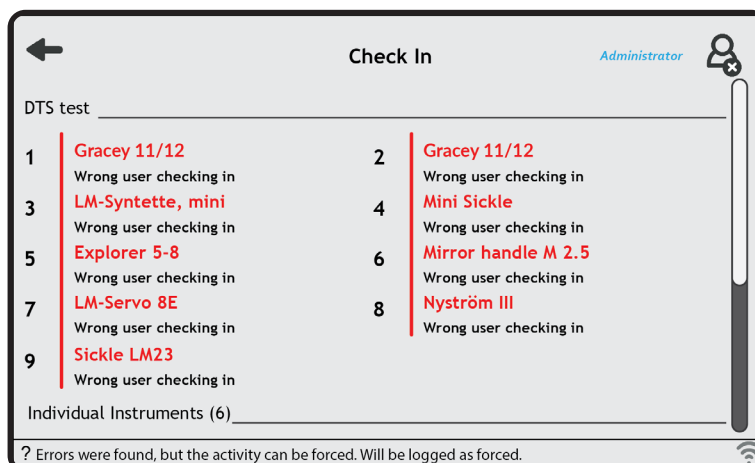 Check In
Administrator
DTS test
1
Gracey 11/12
Wrong user checking in
2
Gracey 11/12
Wrong user checking in
3
LM-Syntette, mini
Wrong user checking in
4
Mini Sickle
Wrong user checking in
5
Explorer 5-8
Wrong user checking in
6
Mirror handle M 2.5
Wrong user checking in
7
LM-Servo 8E
Wrong user checking in
8
Nyström III
Wrong user checking in
9
Sickle LM23
Wrong user checking in
Individual Instruments (6)
? Errors were found, but the activity can be forced. Will be logged as forced.